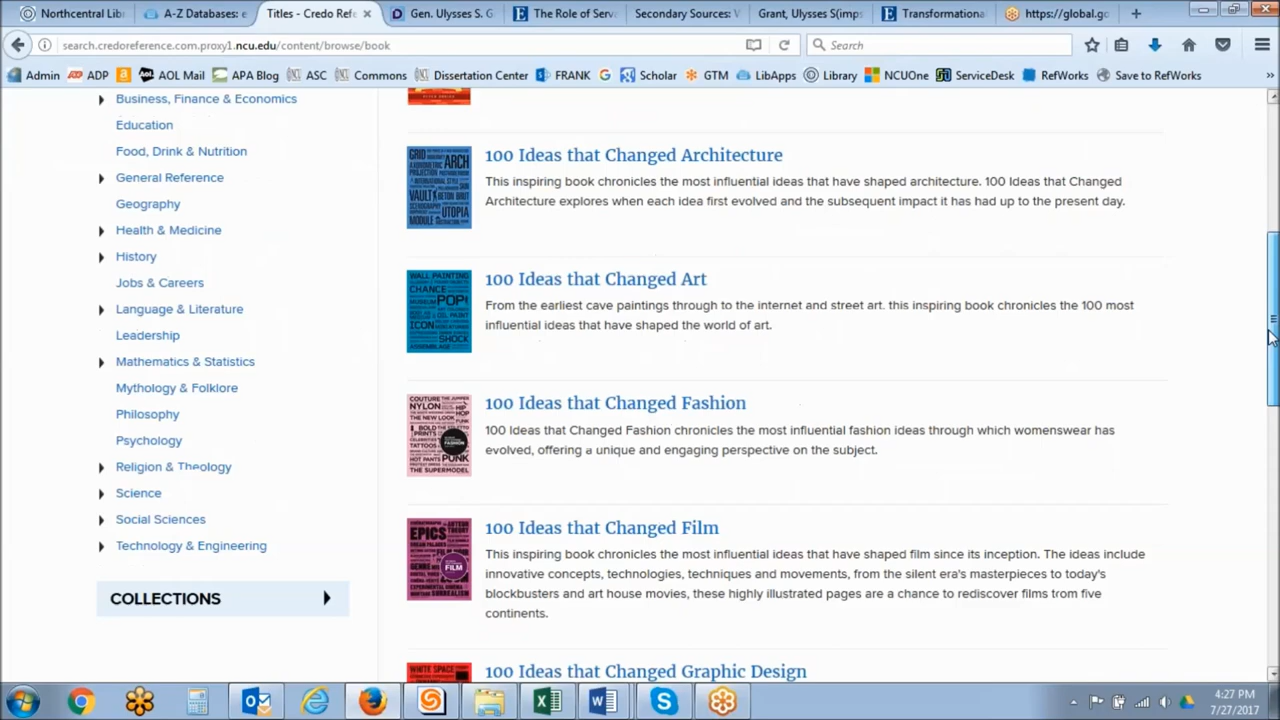 Northcentral Lib
A-Z Databases: e
Titles - Credo Refe
Gen. Ulysses S. G
The Role of Serv
Secondary Sources: V
Grant, Ulysses S(imps
Transformational
https://global.go
search.credoreference.com.proxy1.ncu.edu/content/browse/book
Search
Admin ADP AOL Mail APA Blog ASC Commons Dissertation Center FRANK Scholar GTM LibApps Library NCUOne ServiceDesk RefWorks Save to RefWorks
Business, Finance & Economics
Education
Food, Drink & Nutrition
General Reference
Geography
Health & Medicine
History
Jobs & Careers
Language & Literature
Leadership
Mathematics & Statistics
Mythology & Folklore
Philosophy
Psychology
Religion & Theology
Science
Social Sciences
Technology & Engineering
COLLECTIONS
100 Ideas that Changed Architecture
This inspiring book chronicles the most influential ideas that have shaped architecture. 100 Ideas that Changed
Architecture explores when each idea first evolved and the subsequent impact it has had up to the present day.
100 Ideas that Changed Art
From the earliest cave paintings through to the internet and street art, this inspiring book chronicles the 100
influential ideas that have shaped the world of art.
100 Ideas that Changed Fashion
100 Ideas that Changed Fashion chronicles the most influential fashion ideas through which womenswear has
evolved, offering a unique and engaging perspective on the subject.
100 Ideas that Changed Film
This inspiring book chronicles the most influential ideas that have shaped film since its inception. The ideas include
innovative concepts, technologies, techniques and movements. From the silent era's masterpieces to today's
blockbusters and art house movies, these highly illustrated pages are a chance to rediscover films from five
continents.
100 Ideas that Changed Graphic Design
4:27 PM
7/27/2017